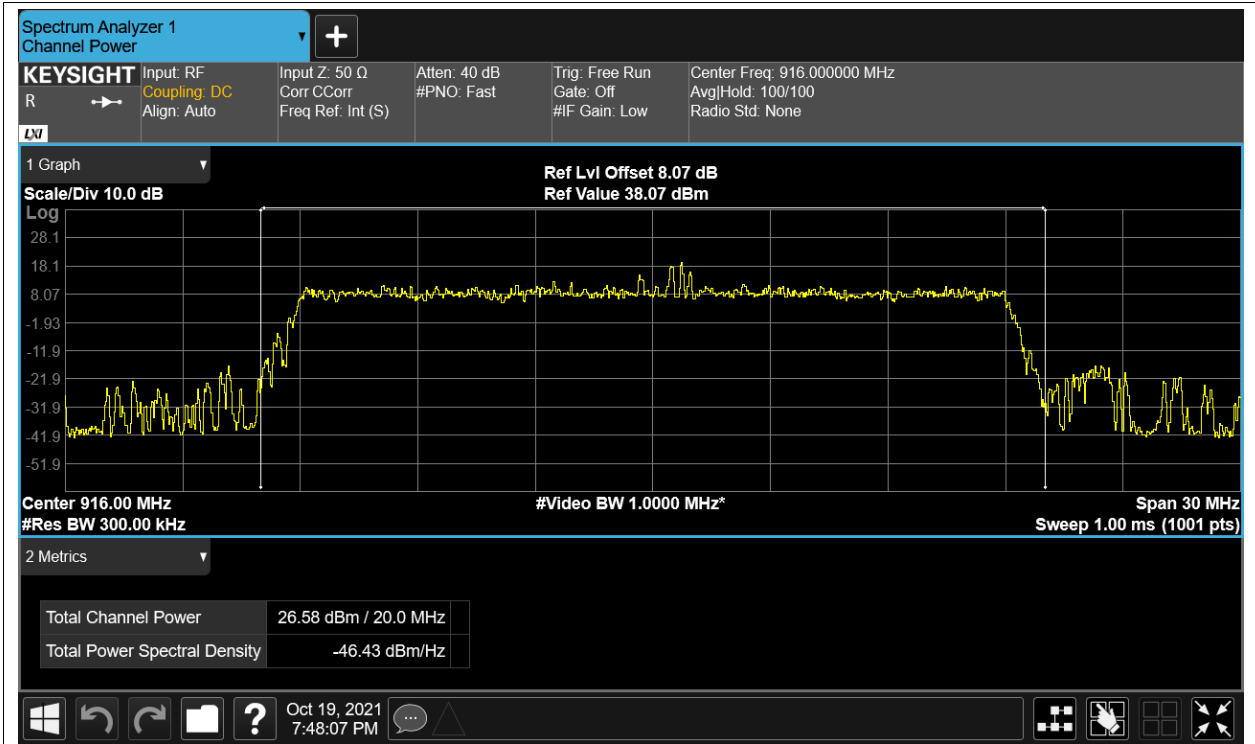 Spectrum Analyzer 1
Channel Power
KEYSIGHT
R
LXI
Input: RF
Coupling: DC
Align: Auto
Input Z: 50 Ω
Corr CCorr
Freq Ref: Int (S)
Atten: 40 dB
#PNO: Fast
Trig: Free Run
Gate: Off
#IF Gain: Low
Center Freq: 916.000000 MHz
Avg|Hold: 100/100
Radio Std: None
1 Graph
Scale/Div 10.0 dB
Ref Lvl Offset 8.07 dB
Ref Value 38.07 dBm
Log
28.1
18.1
8.07
-1.93
-11.9
-21.9
-31.9
-41.9
-51.9
Center 916.00 MHz
#Res BW 300.00 kHz
#Video BW 1.0000 MHz*
Span 30 MHz
Sweep 1.00 ms (1001 pts)
2 Metrics
Total Channel Power 26.58 dBm / 20.0 MHz
Total Power Spectral Density -46.43 dBm/Hz
?
Oct 19, 2021
7:48:07 PM